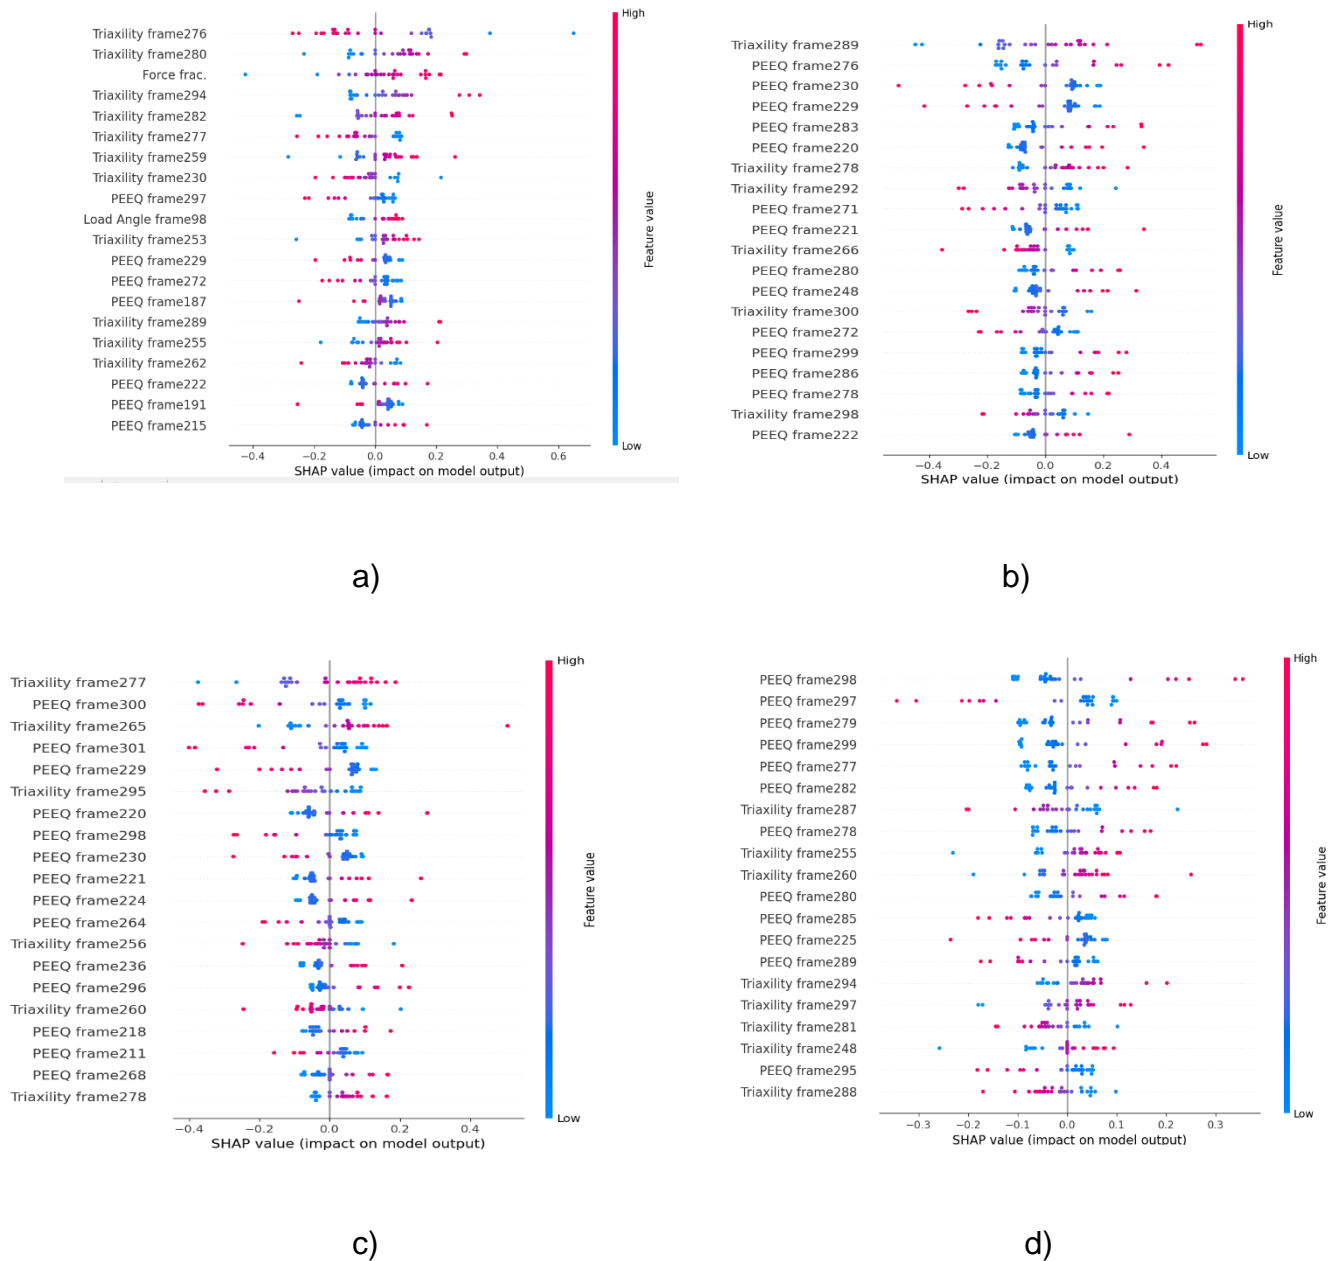 High
Triaxility frame276
Triaxility frame280
Force frac.
Triaxility frame294
Triaxility frame282
Triaxility frame277
Triaxility frame259
Triaxility frame230
PEEQ frame297
Load Angle frame98
Triaxility frame253
PEEQ frame229
PEEQ frame272
PEEQ frame187
Triaxility frame289
Triaxility frame255
Triaxility frame262
PEEQ frame222
PEEQ frame191
PEEQ frame215
Low
−0.4 −0.2 0.0 0.2 0.4 0.6
SHAP value (impact on model output)
Feature value
a)
High
Triaxility frame289
PEEQ frame276
PEEQ frame230
PEEQ frame229
PEEQ frame283
PEEQ frame220
Triaxility frame278
Triaxility frame292
PEEQ frame271
PEEQ frame221
Triaxility frame266
PEEQ frame280
PEEQ frame248
Triaxility frame300
PEEQ frame272
PEEQ frame299
PEEQ frame286
PEEQ frame278
Triaxility frame298
PEEQ frame222
Low
−0.4 −0.2 0.0 0.2 0.4
SHAP value (impact on model output)
Feature value
b)
High
Triaxility frame277
PEEQ frame300
Triaxility frame265
PEEQ frame301
PEEQ frame229
Triaxility frame295
PEEQ frame220
PEEQ frame298
PEEQ frame230
PEEQ frame221
PEEQ frame224
PEEQ frame264
Triaxility frame256
PEEQ frame236
PEEQ frame296
Triaxility frame260
PEEQ frame218
PEEQ frame211
PEEQ frame268
Triaxility frame278
Low
−0.4 −0.2 0.0 0.2 0.4
SHAP value (impact on model output)
Feature value
c)
High
PEEQ frame298
PEEQ frame297
PEEQ frame279
PEEQ frame299
PEEQ frame277
PEEQ frame282
Triaxility frame287
PEEQ frame278
Triaxility frame255
Triaxility frame260
PEEQ frame280
PEEQ frame285
PEEQ frame225
PEEQ frame289
Triaxility frame294
Triaxility frame297
Triaxility frame281
Triaxility frame248
PEEQ frame295
Triaxility frame288
Low
−0.3 −0.2 −0.1 0.0 0.1 0.2 0.3
SHAP value (impact on model output)
Feature value
d)